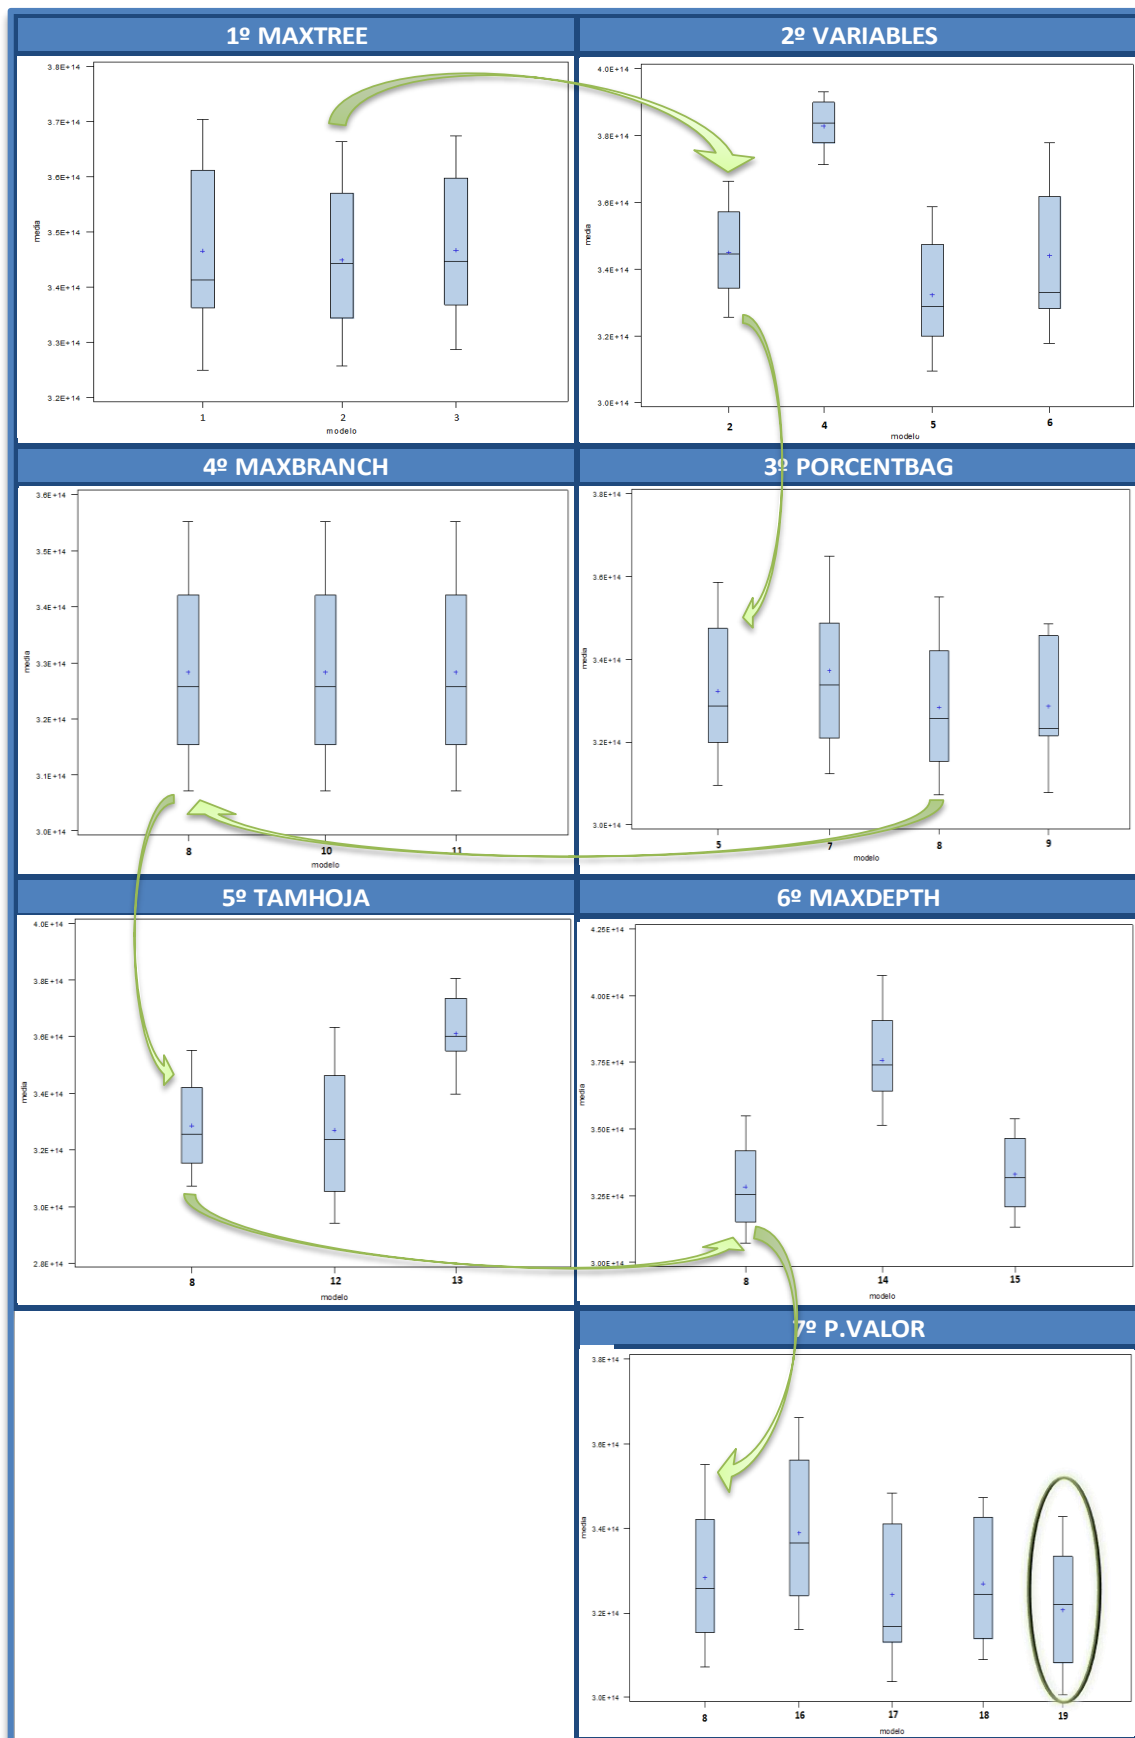 1º MAXTREE
3.8E+14
3.7E+14
3.6E+14
3.5E+14
3.4E+14
3.3E+14
3.2E+14
media
1 2 3
modelo
2º VARIABLES
4.0E+14
3.8E+14
3.6E+14
3.4E+14
3.2E+14
3.0E+14
media
2 4 5 6
modelo
4º MAXBRANCH
3.6E+14
3.5E+14
3.4E+14
3.3E+14
3.2E+14
3.1E+14
3.0E+14
media
8 10 11
modelo
3º PORCENTBAG
3.8E+14
3.6E+14
3.4E+14
3.2E+14
3.0E+14
media
5 7 8 9
modelo
5º TAMHOJA
4.0E+14
3.8E+14
3.6E+14
3.4E+14
3.2E+14
3.0E+14
2.8E+14
media
8 12 13
modelo
6º MAXDEPTH
4.25E+14
4.00E+14
3.75E+14
3.50E+14
3.25E+14
3.00E+14
media
8 14 15
modelo
7º P.VALOR
3.8E+14
3.6E+14
3.4E+14
3.2E+14
3.0E+14
media
8 16 17 18 19
modelo